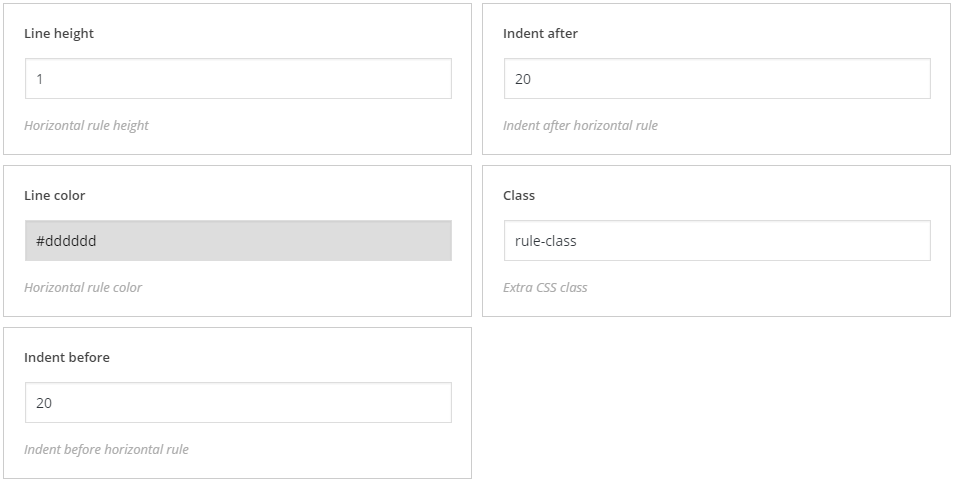 Line height
1
Horizontal rule height
Indent after
20
Indent after horizontal rule
Line color
#dddddd
Horizontal rule color
Class
rule-class
Extra CSS class
Indent before
20
Indent before horizontal rule